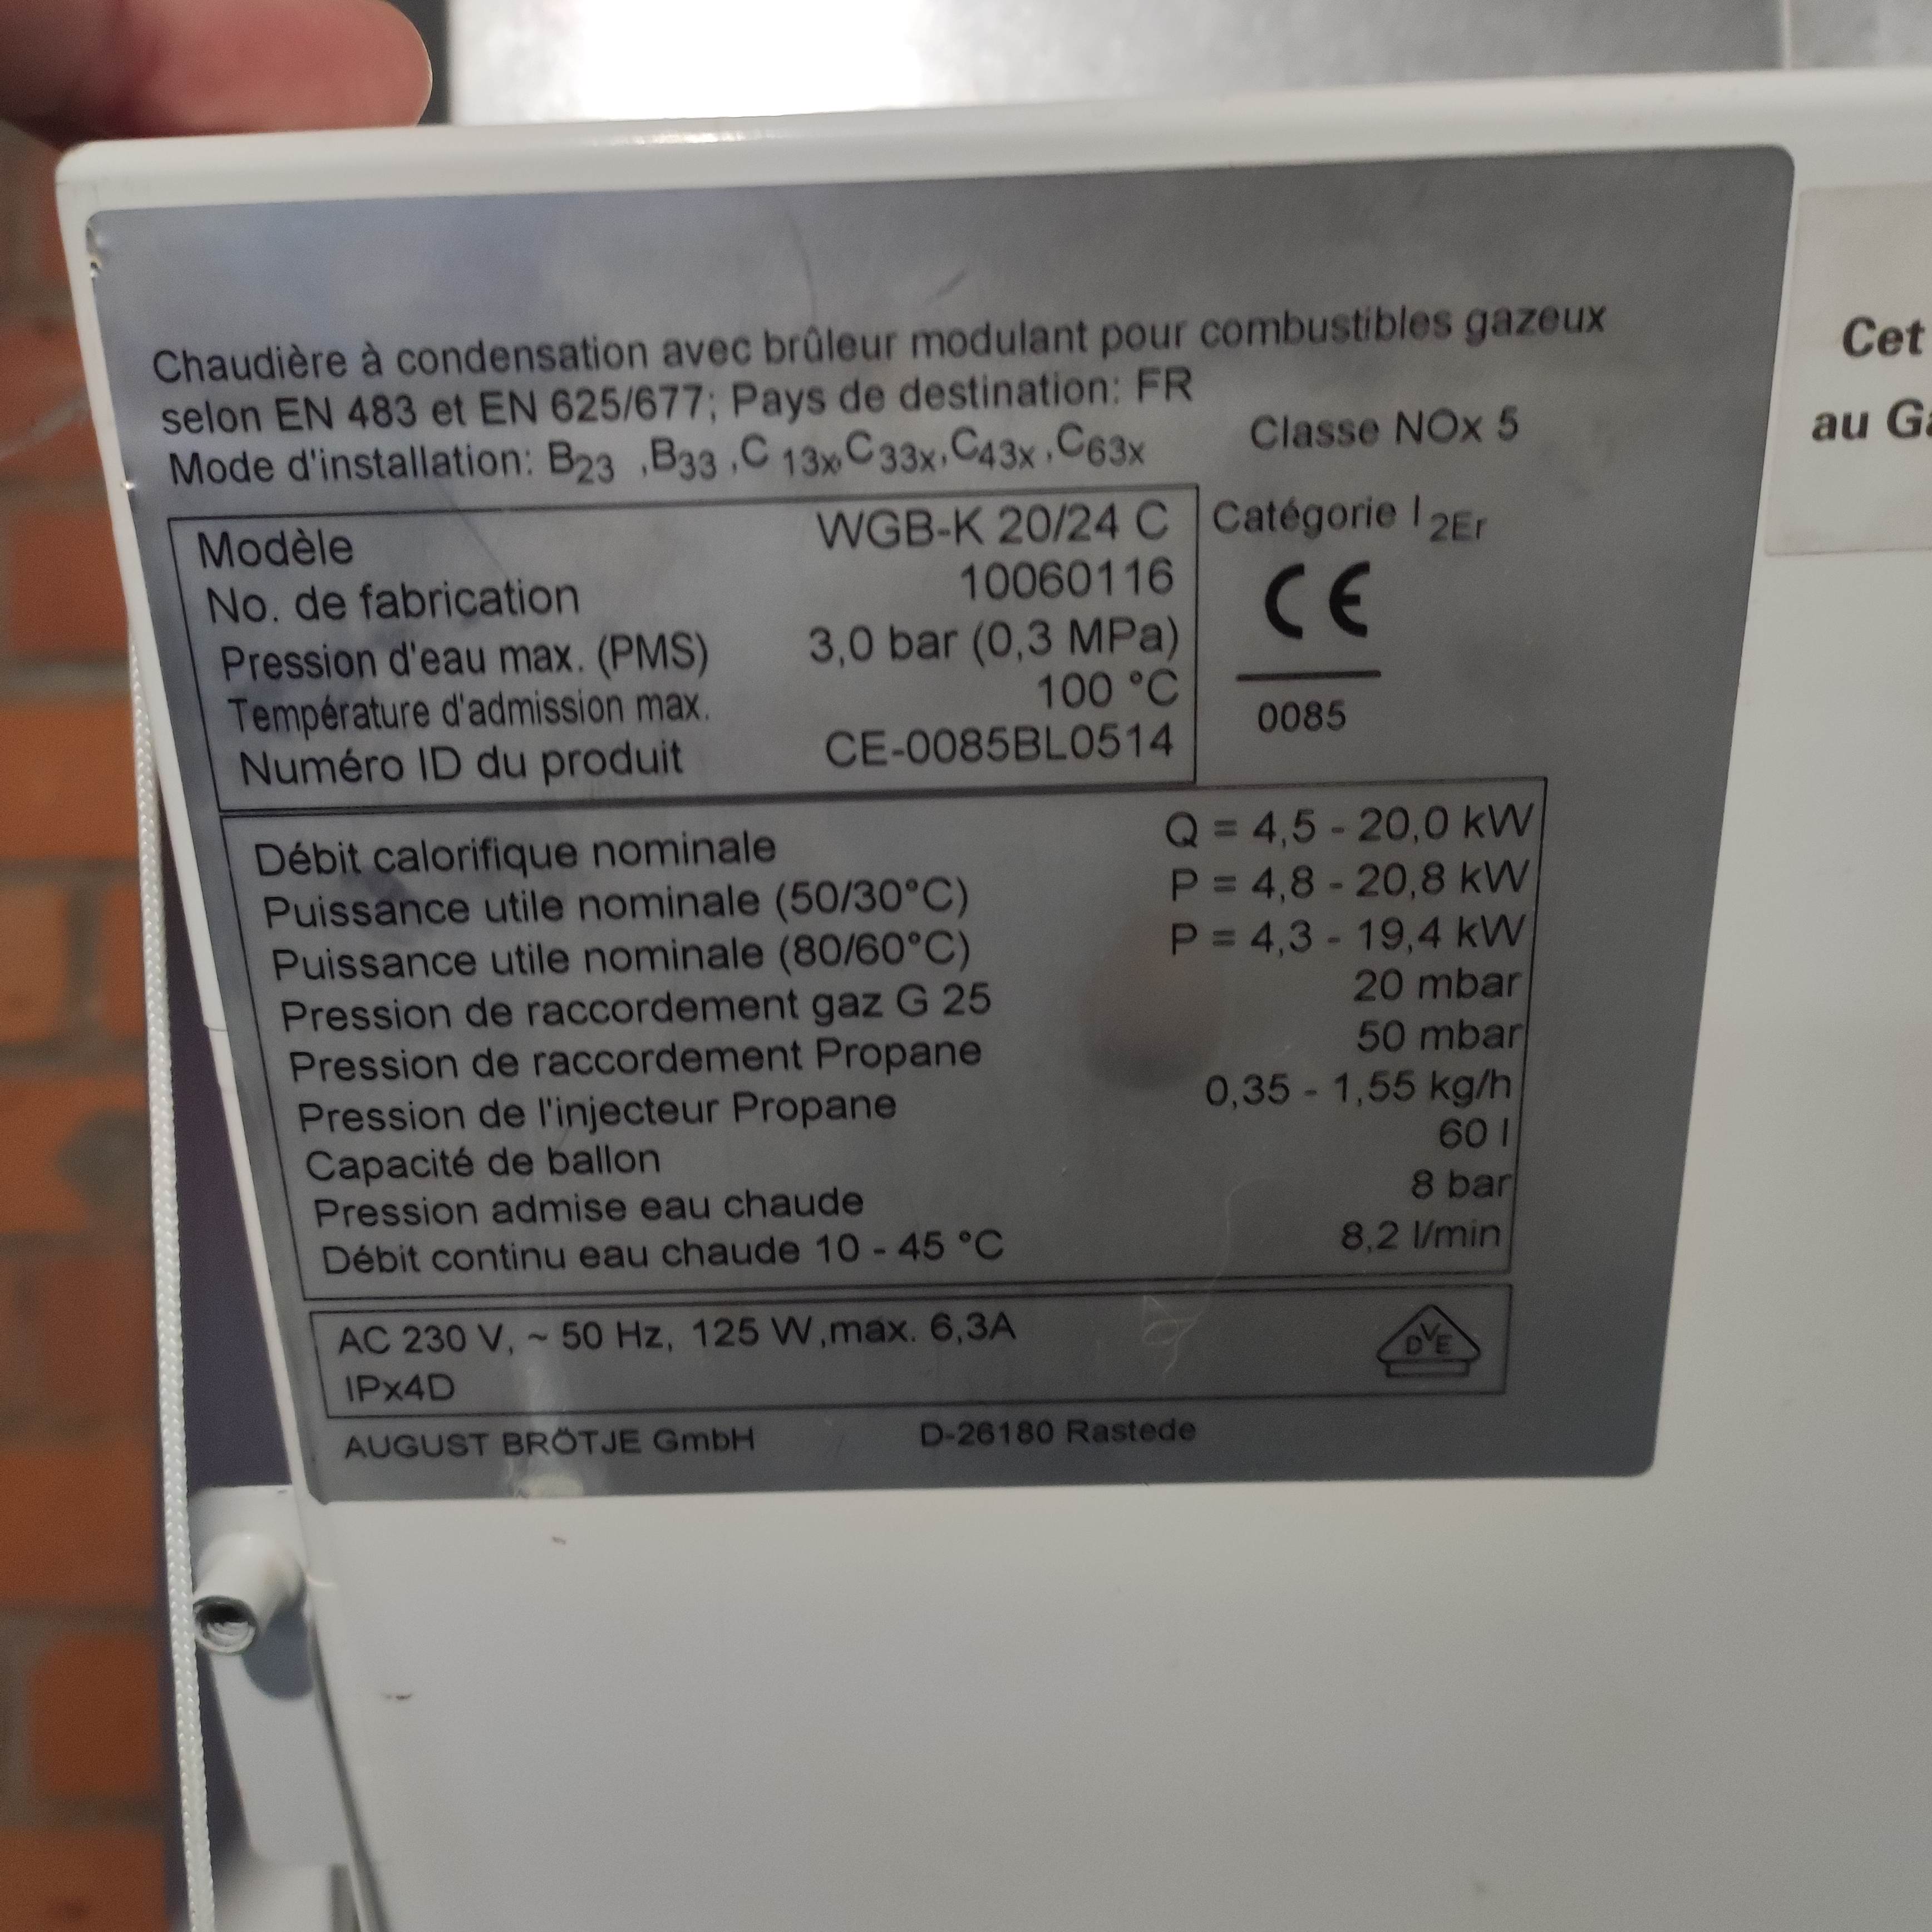 Chaudière à condensation avec brûleur modulant pour combustibles gazeux
selon EN 483 et EN 625/677; Pays de destination: FR
Mode d'installation: B23 ,B33 ,C 13x,C33x,C43x,C63x
Classe NOx 5
Modèle WGB-K 20/24 C
No. de fabrication 10060116
Pression d'eau max. (PMS) 3,0 bar (0,3 MPa)
Température d'admission max. 100 °C
Numéro ID du produit CE-0085BL0514
Catégorie I 2Er
CE
0085
Débit calorifique nominale Q = 4,5 - 20,0 kW
Puissance utile nominale (50/30°C) P = 4,8 - 20,8 kW
Puissance utile nominale (80/60°C) P = 4,3 - 19,4 kW
Pression de raccordement gaz G 25 20 mbar
Pression de raccordement Propane 50 mbar
Pression de l'injecteur Propane 0,35 - 1,55 kg/h
Capacité de ballon 60 l
Pression admise eau chaude 8 bar
Débit continu eau chaude 10 - 45 °C 8,2 l/min
AC 230 V, ~ 50 Hz, 125 W,max. 6,3A
IPx4D
DVE
AUGUST BRÖTJE GmbH D-26180 Rastede
Cet
au